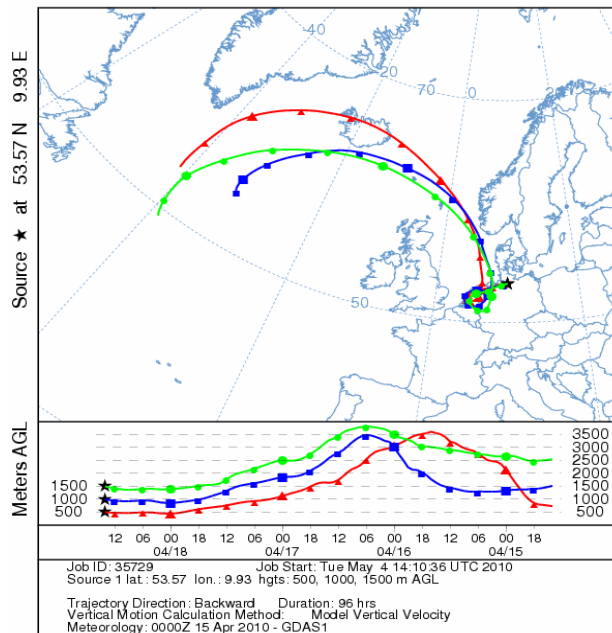 Source ★ at 53.57 N 9.93 E
-40
-20
0
20
70
50
Meters AGL
1500
1000
500
3500
3000
2500
2000
1500
1000
500
12 06 00 18 12 06 00 18 12 06 00 18 12 06 00 18
04/18 04/17 04/16 04/15
Job ID: 35729 Job Start: Tue May 4 14:10:36 UTC 2010
Source 1 lat.: 53.57 lon.: 9.93 hgts: 500, 1000, 1500 m AGL
Trajectory Direction: Backward Duration: 96 hrs
Vertical Motion Calculation Method: Model Vertical Velocity
Meteorology: 0000Z 15 Apr 2010 - GDAS1